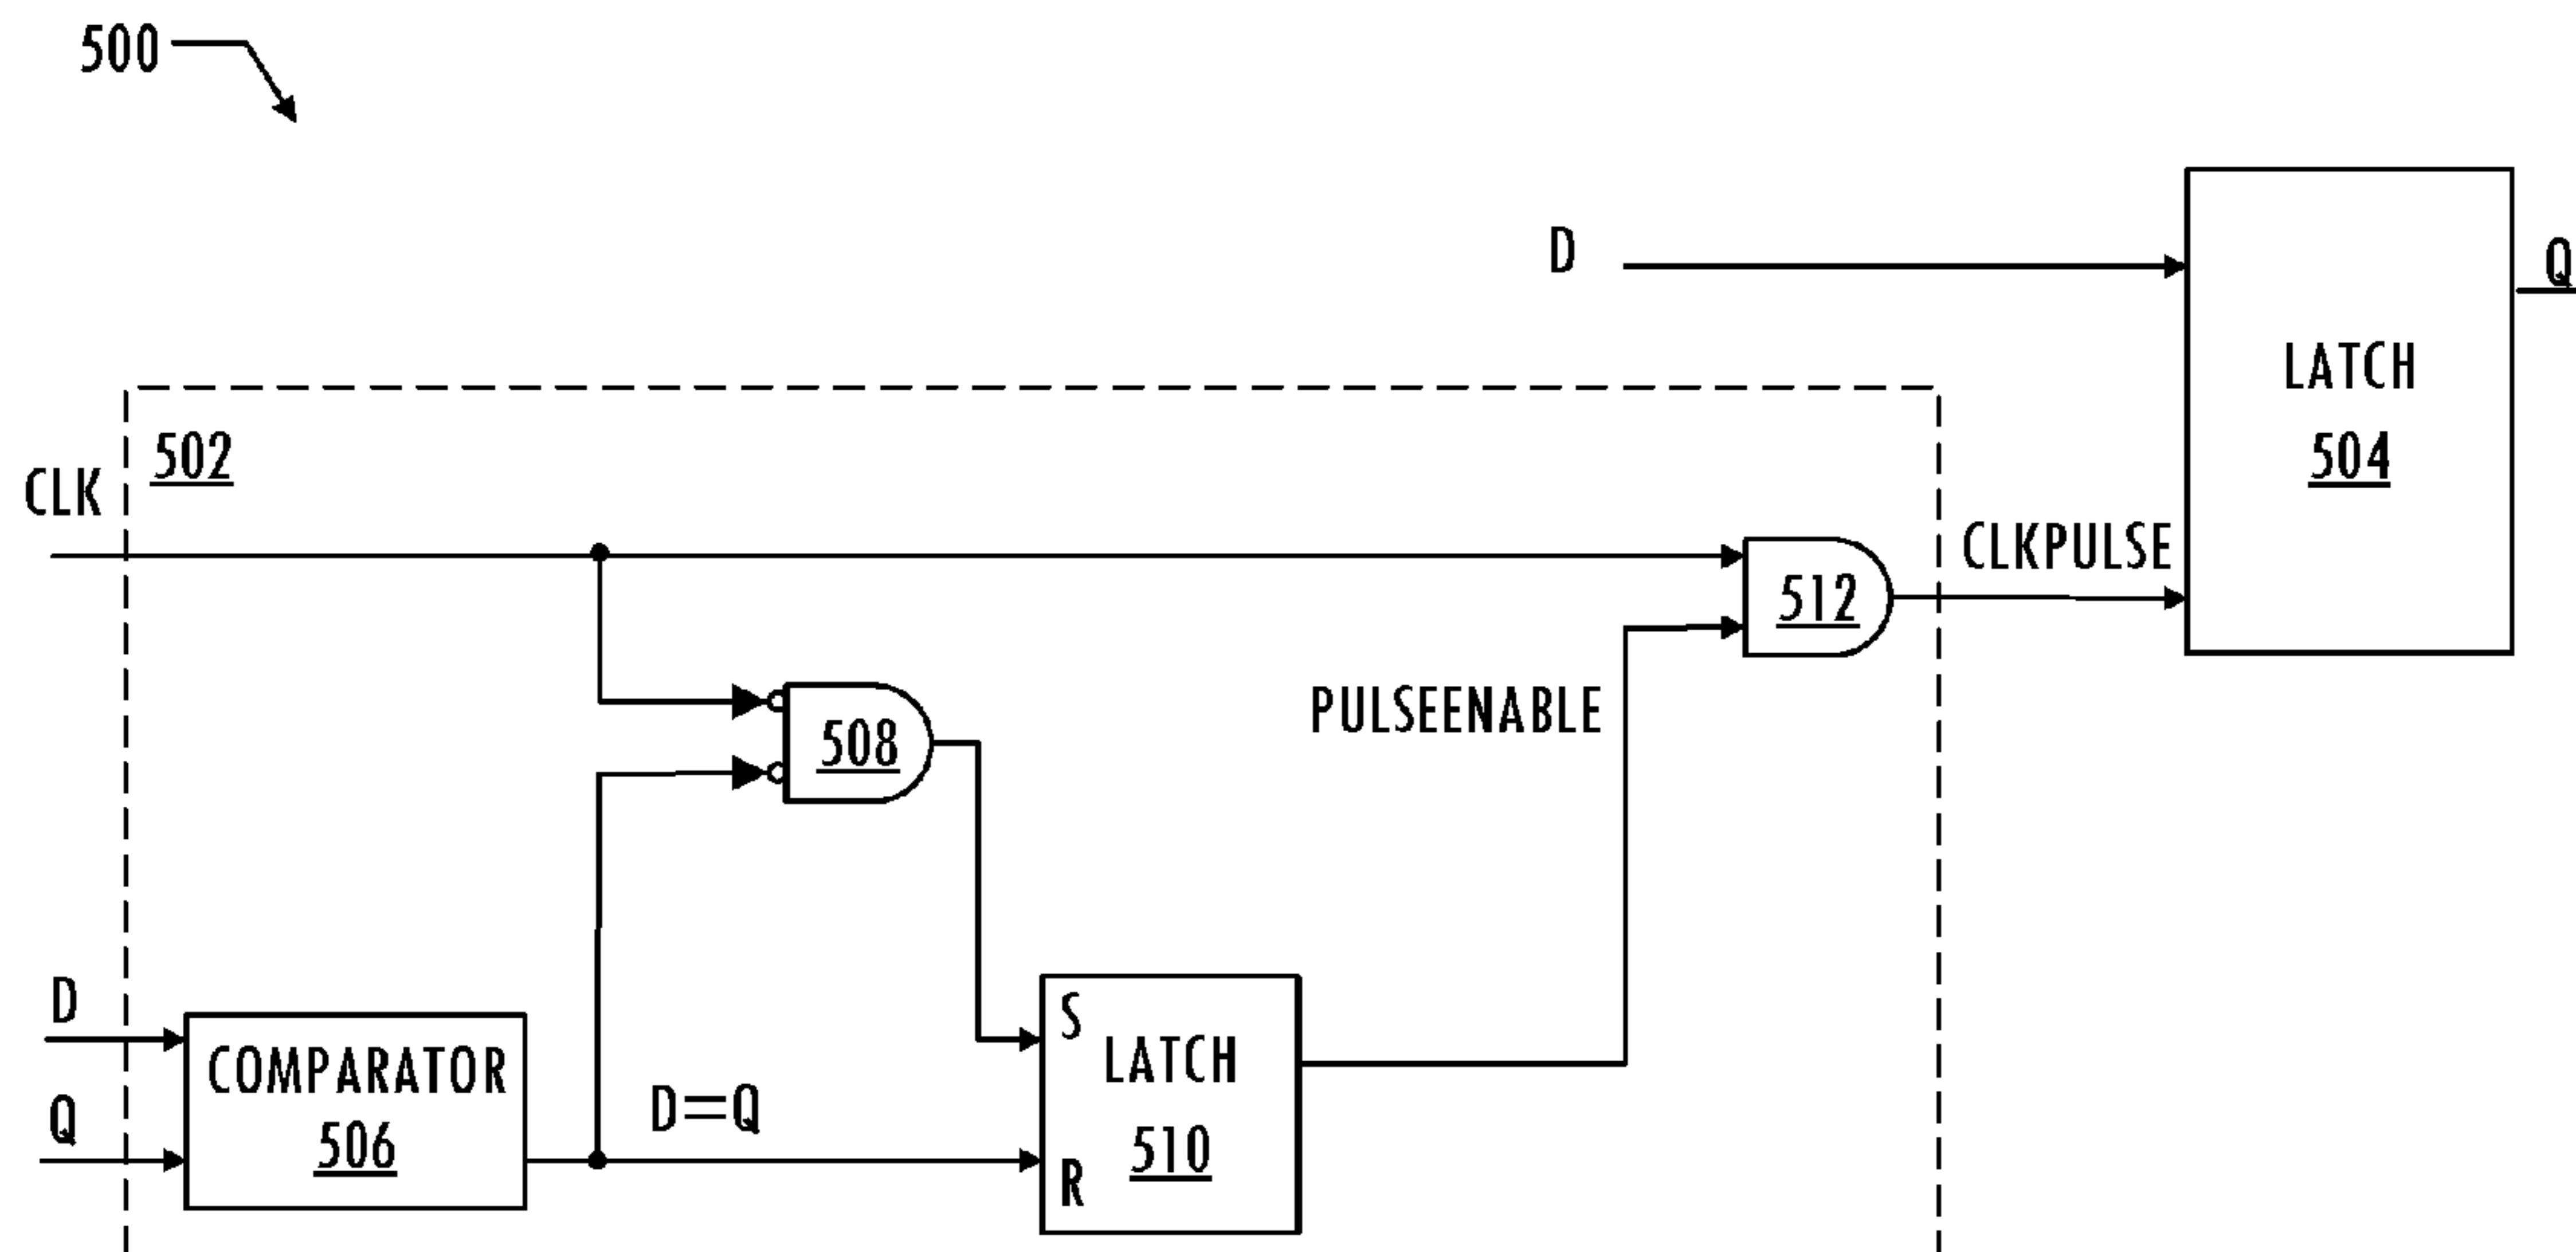 500
D
Q
LATCH
504
502
CLK
CLKPULSE
512
508
PULSEENABLE
D
COMPARATOR
506
Q
D=Q
S
LATCH
510
R